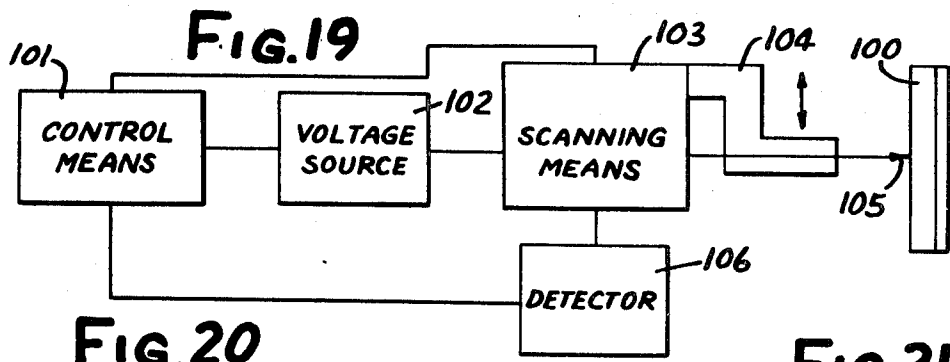 FIG.19
101
103
104
100
102
CONTROL
MEANS
VOLTAGE
SOURCE
SCANNING
MEANS
105
106
DETECTOR
FIG.20